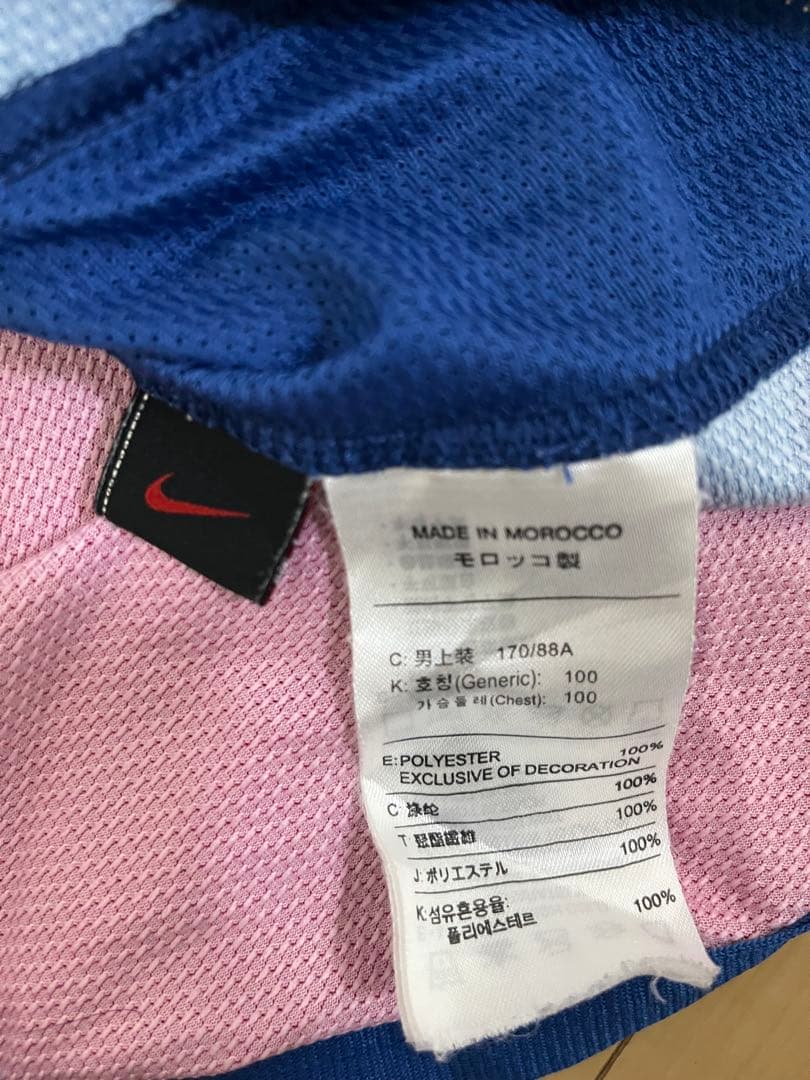 MADE IN MOROCCO
モロッコ製
C: 男上装 170/88A
K: 호칭(Generic): 100
가슴둘레(Chest): 100
E:POLYESTER 100%
EXCLUSIVE OF DECORATION
C 涤纶 100%
T 聚酯纖維 100%
J:ポリエステル 100%
K:섬유혼용율:
폴리에스테르 100%